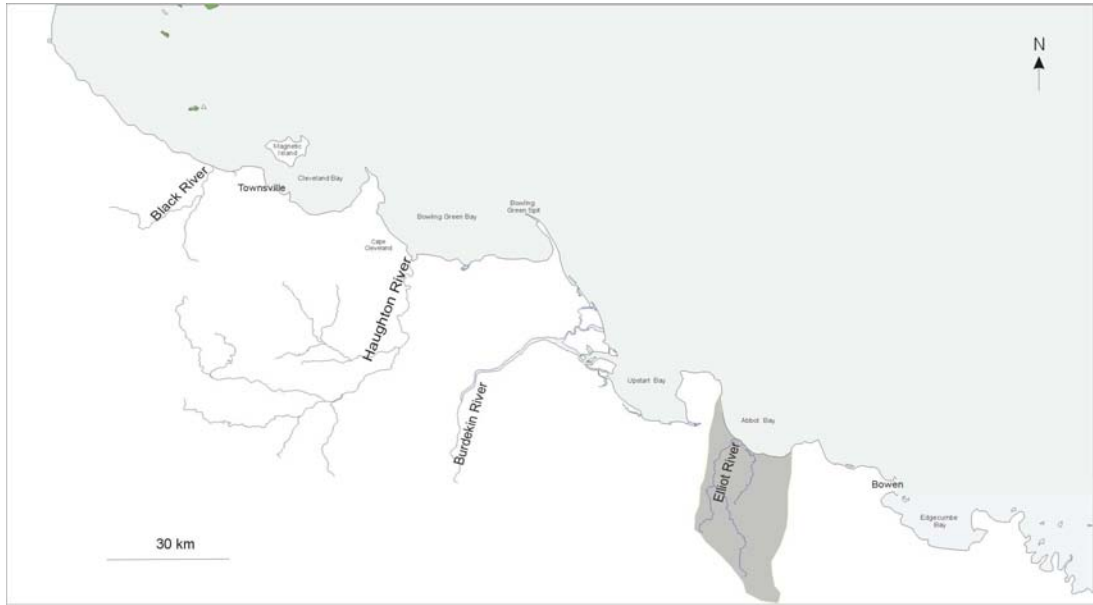 N
Magnetic
Island
Cleveland Bay
Black River
Townsville
Bowling
Green Spit
Bowling Green Bay
Cape
Cleveland
Haughton River
Burdekin River
Upstart Bay
Abbot Bay
Elliot River
Bowen
Edgecumbe
Bay
30 km